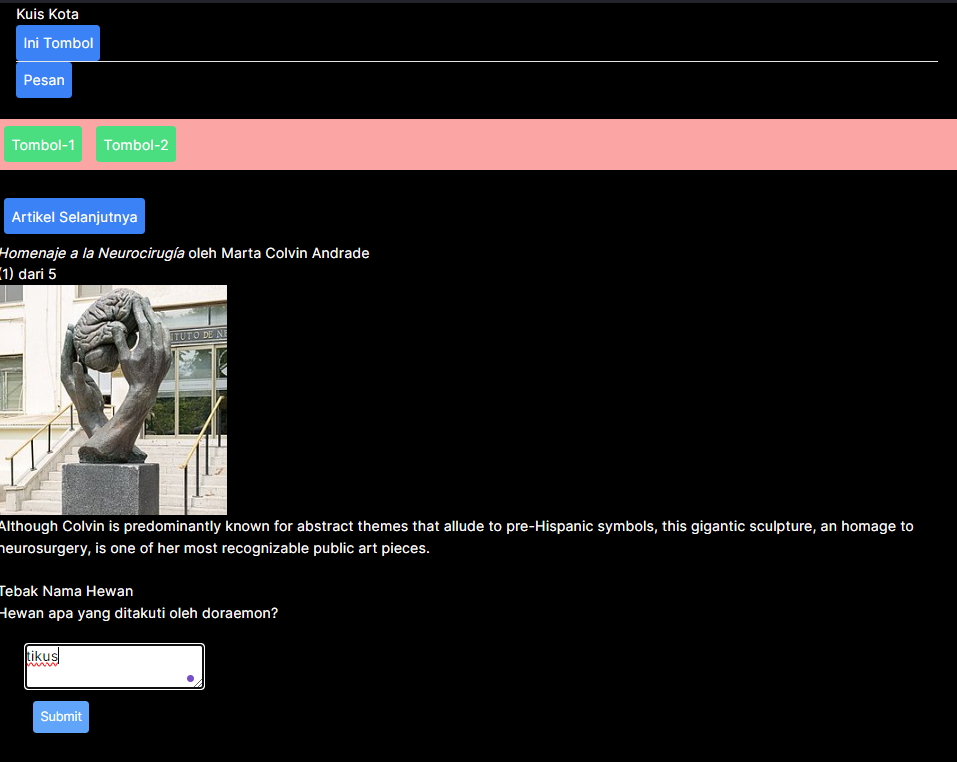 Kuis Kota
Ini Tombol
Pesan
Tombol-1 Tombol-2
Artikel Selanjutnya
Homenaje a la Neurocirugía oleh Marta Colvin Andrade
(1) dari 5
ITUTO DE NE
Although Colvin is predominantly known for abstract themes that allude to pre-Hispanic symbols, this gigantic sculpture, an homage to
neurosurgery, is one of her most recognizable public art pieces.
Tebak Nama Hewan
Hewan apa yang ditakuti oleh doraemon?
tikus
Submit